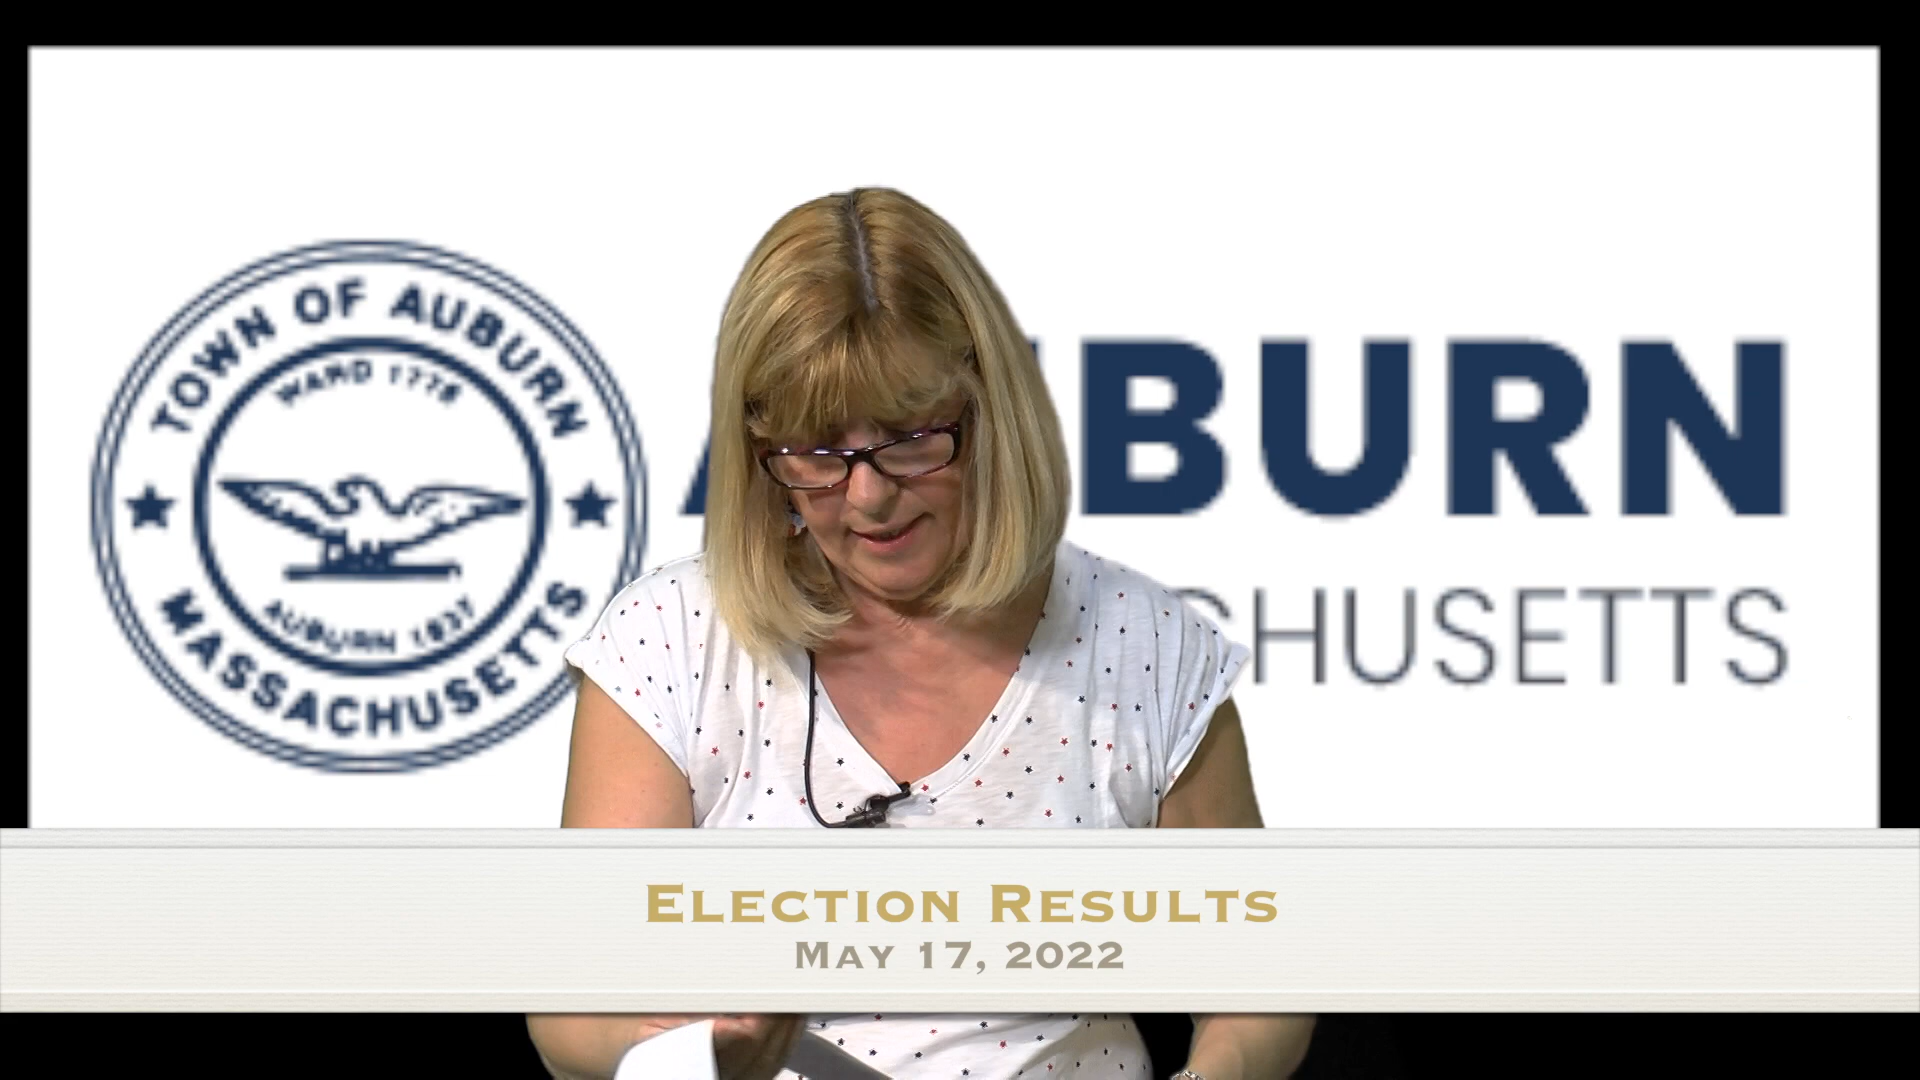 TOWN OF AUBURN
WARD 1778
AUBURN 1837
MASSACHUSETTS
BURN
CHUSETTS
ELECTION RESULTS
MAY 17, 2022